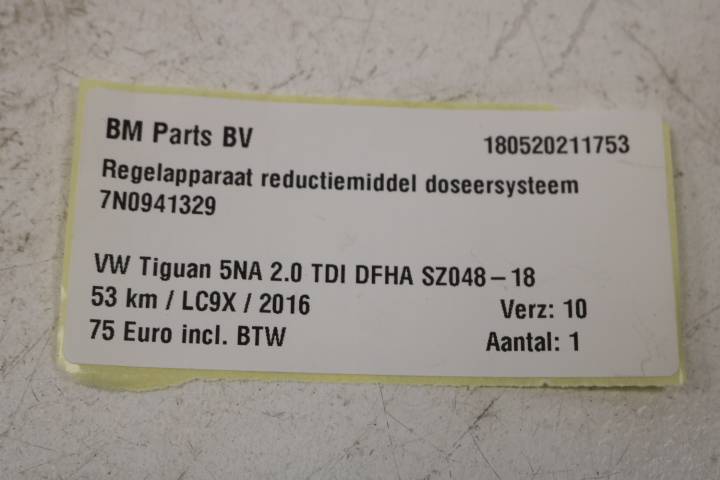 BM Parts BV 180520211753
Regelapparaat reductiemiddel doseersysteem
7N0941329
VW Tiguan 5NA 2.0 TDI DFHA SZ048-18
53 km / LC9X / 2016 Verz: 10
75 Euro incl. BTW Aantal: 1